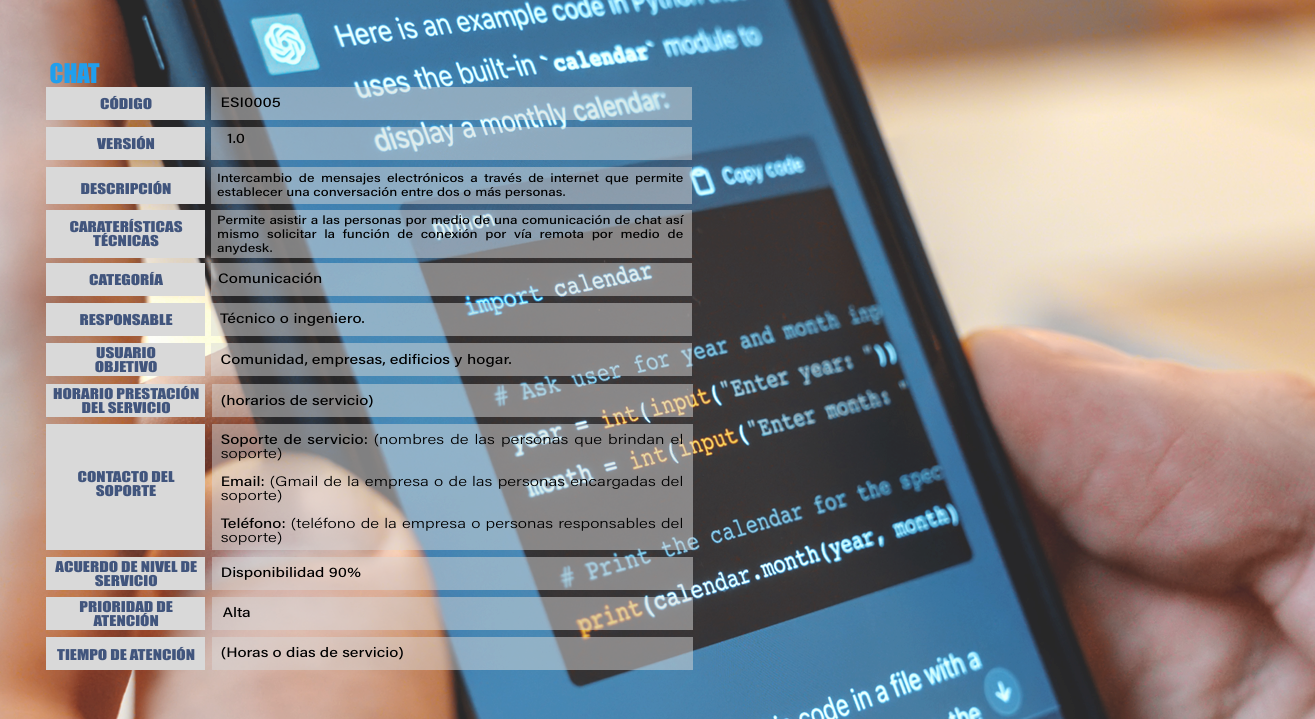 Here is an example code in Python that
uses the built-in `calendar` module to
display a monthly calendar:
CHAT
CÓDIGO
ESI0005
VERSIÓN
1.0
DESCRIPCIÓN
Intercambio de mensajes electrónicos a través de internet que permite
establecer una conversación entre dos o más personas.
CARATERÍSTICAS
TÉCNICAS
Permite asistir a las personas por medio de una comunicación de chat así
mismo solicitar la función de conexión por vía remota por medio de
anydesk.
CATEGORÍA
Comunicación
RESPONSABLE
Técnico o ingeniero.
USUARIO
OBJETIVO
Comunidad, empresas, edificios y hogar.
HORARIO PRESTACIÓN
DEL SERVICIO
(horarios de servicio)
CONTACTO DEL
SOPORTE
Soporte de servicio: (nombres de las personas que brindan el
soporte)
Email: (Gmail de la empresa o de las personas encargadas del
soporte)
Teléfono: (teléfono de la empresa o personas responsables del
soporte)
ACUERDO DE NIVEL DE
SERVICIO
Disponibilidad 90%
PRIORIDAD DE
ATENCIÓN
Alta
TIEMPO DE ATENCIÓN
(Horas o dias de servicio)
Copy code
python
import calendar
# Ask user for year and month inp
year = int(input("Enter year: "))
month = int(input("Enter month: "
# Print the calendar for the spec
print(calendar.month(year, month)
code in a file with a
the